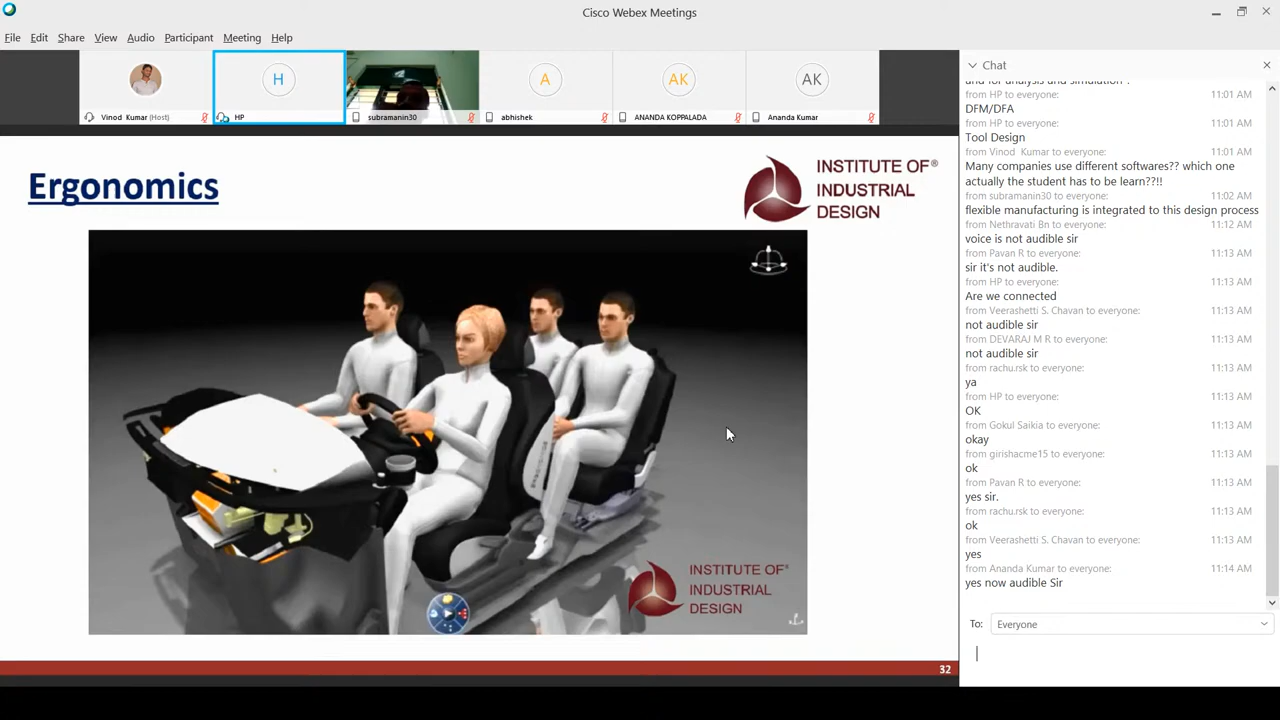 Cisco Webex Meetings
File Edit Share View Audio Participant Meeting Help
Vinod Kumar (Host)
H
HP
subramanin30
A
abhishek
AK
ANANDA KOPPALADA
AK
Ananda Kumar
Ergonomics
INSTITUTE OF®
INDUSTRIAL
DESIGN
INSTITUTE OF®
INDUSTRIAL
DESIGN
32
Chat
and for analysis and simulation ?
from HP to everyone: 11:01 AM
DFM/DFA
from HP to everyone: 11:01 AM
Tool Design
from Vinod Kumar to everyone: 11:01 AM
Many companies use different softwares?? which one
actually the student has to be learn??!!
from subramanin30 to everyone: 11:02 AM
flexible manufacturing is integrated to this design process
from Nethravati Bn to everyone: 11:12 AM
voice is not audible sir
from Pavan R to everyone: 11:13 AM
sir it's not audible.
from HP to everyone: 11:13 AM
Are we connected
from Veerashetti S. Chavan to everyone: 11:13 AM
not audible sir
from DEVARAJ M R to everyone: 11:13 AM
not audible sir
from rachu.rsk to everyone: 11:13 AM
ya
from HP to everyone: 11:13 AM
OK
from Gokul Saikia to everyone: 11:13 AM
okay
from girishacme15 to everyone: 11:13 AM
ok
from Pavan R to everyone: 11:13 AM
yes sir.
from rachu.rsk to everyone: 11:13 AM
ok
from Veerashetti S. Chavan to everyone: 11:13 AM
yes
from Ananda Kumar to everyone: 11:14 AM
yes now audible Sir
To: Everyone